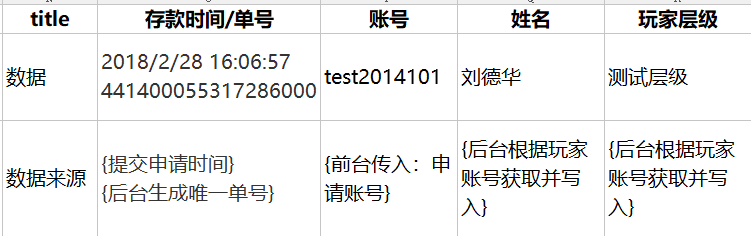 title 存款时间/单号 账号 姓名 玩家层级
数据 2018/2/28 16:06:57
441400055317286000 test2014101 刘德华 测试层级
数据来源 {提交申请时间}
{后台生成唯一单号} {前台传入：申
请账号} {后台根据玩家
账号获取并写
入} {后台根据玩家
账号获取并写
入}